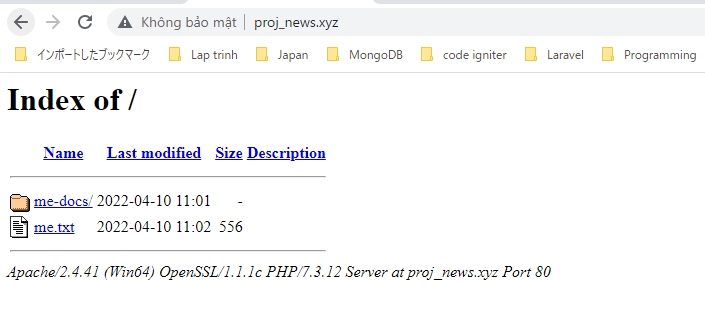 Không bảo mật | proj_news.xyz
インポートしたブックマーク Lap trinh Japan MongoDB code igniter Laravel Programming
Index of /
Name Last modified Size Description
me-docs/ 2022-04-10 11:01 -
me.txt 2022-04-10 11:02 556
Apache/2.4.41 (Win64) OpenSSL/1.1.1c PHP/7.3.12 Server at proj_news.xyz Port 80